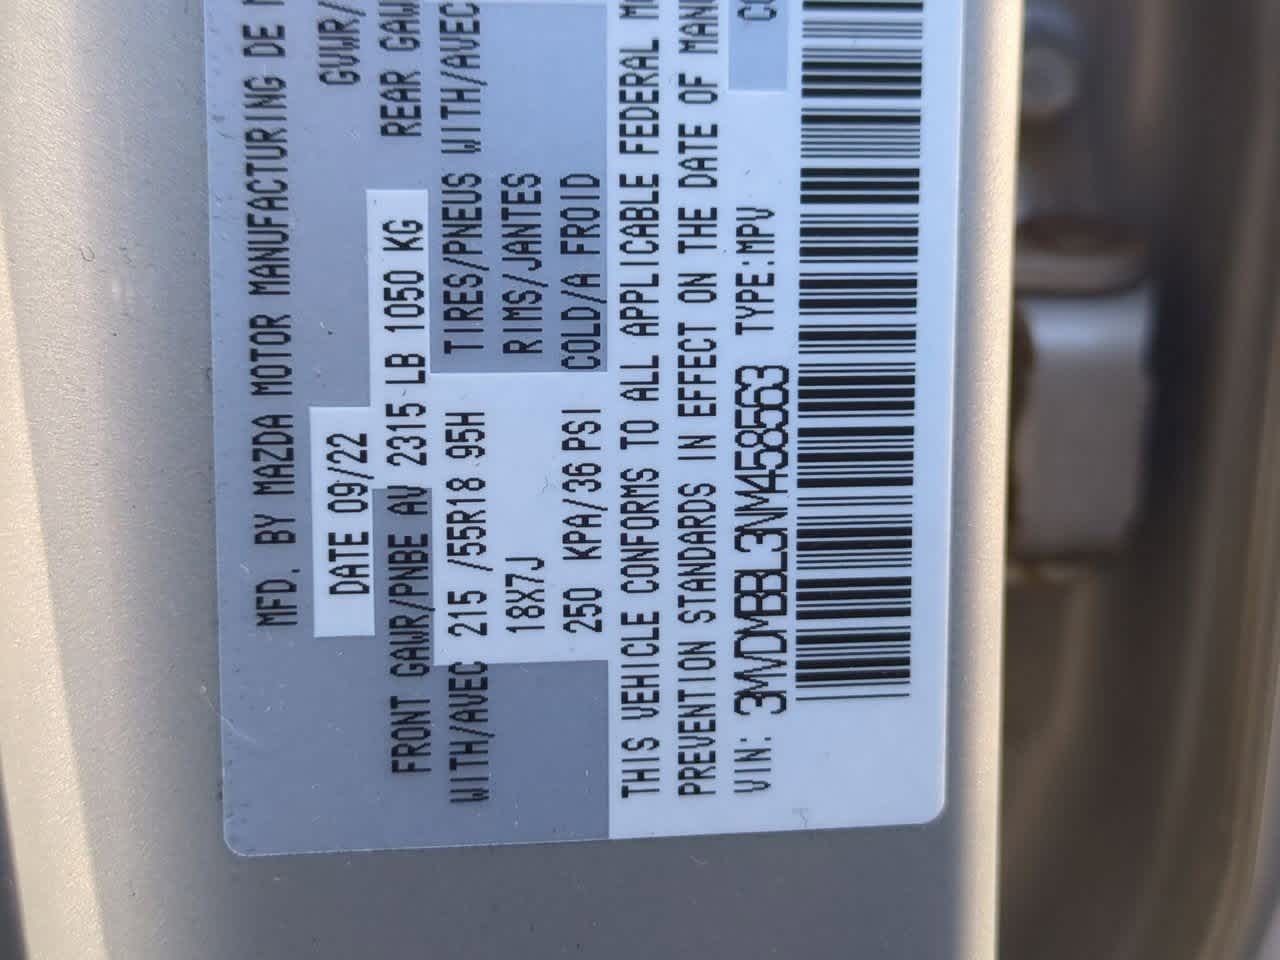 MFD. BY MAZDA MOTOR MANUFACTURING DE
DATE 09/22 GVWR/
FRONT GAWR/PNBE AV 2315 LB 1050 KG REAR GAW
WITH/AVEC 215 /55R18 95H TIRES/PNEUS WITH/AVEC
18X7J RIMS/JANTES
250 KPA/36 PSI COLD/A FROID
THIS VEHICLE CONFORMS TO ALL APPLICABLE FEDERAL MO
PREVENTION STANDARDS IN EFFECT ON THE DATE OF MAN
VIN: 3MVDMBBL3NM458563 TYPE:MPV CO